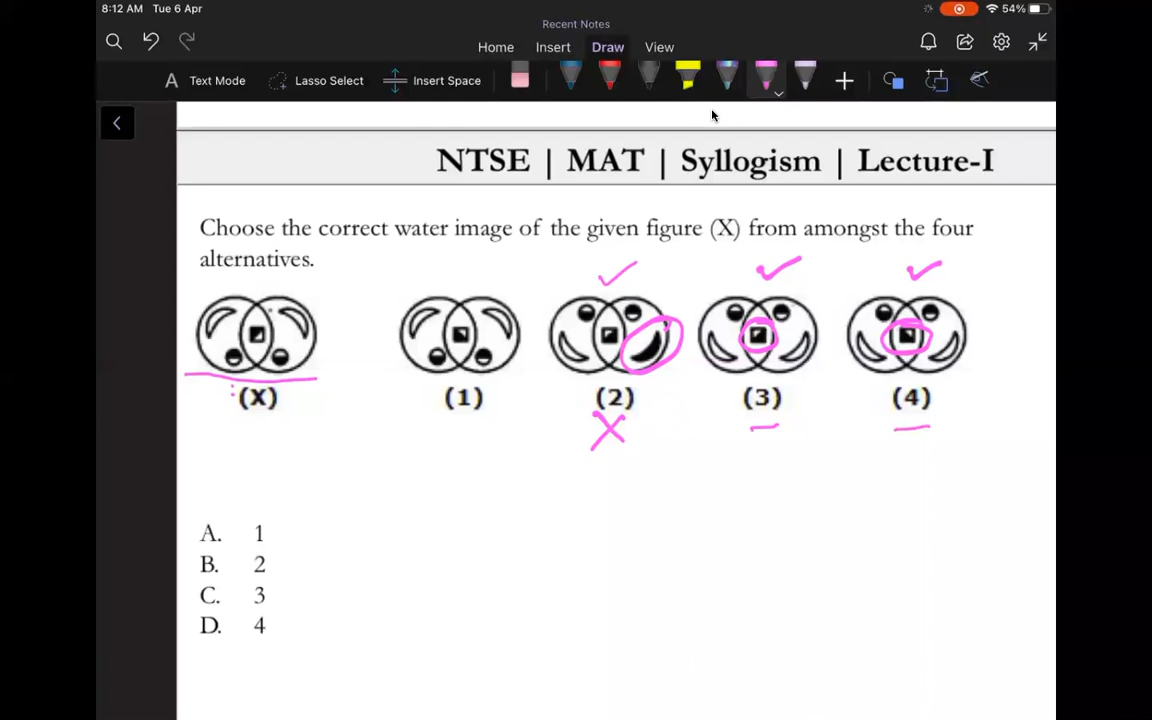 8:12 AM Tue 6 Apr
54%
Recent Notes
Home Insert Draw View
A Text Mode Lasso Select Insert Space
NTSE | MAT | Syllogism | Lecture-I
Choose the correct water image of the given figure (X) from amongst the four
alternatives.
(X) (1) (2) (3) (4)
A. 1
B. 2
C. 3
D. 4